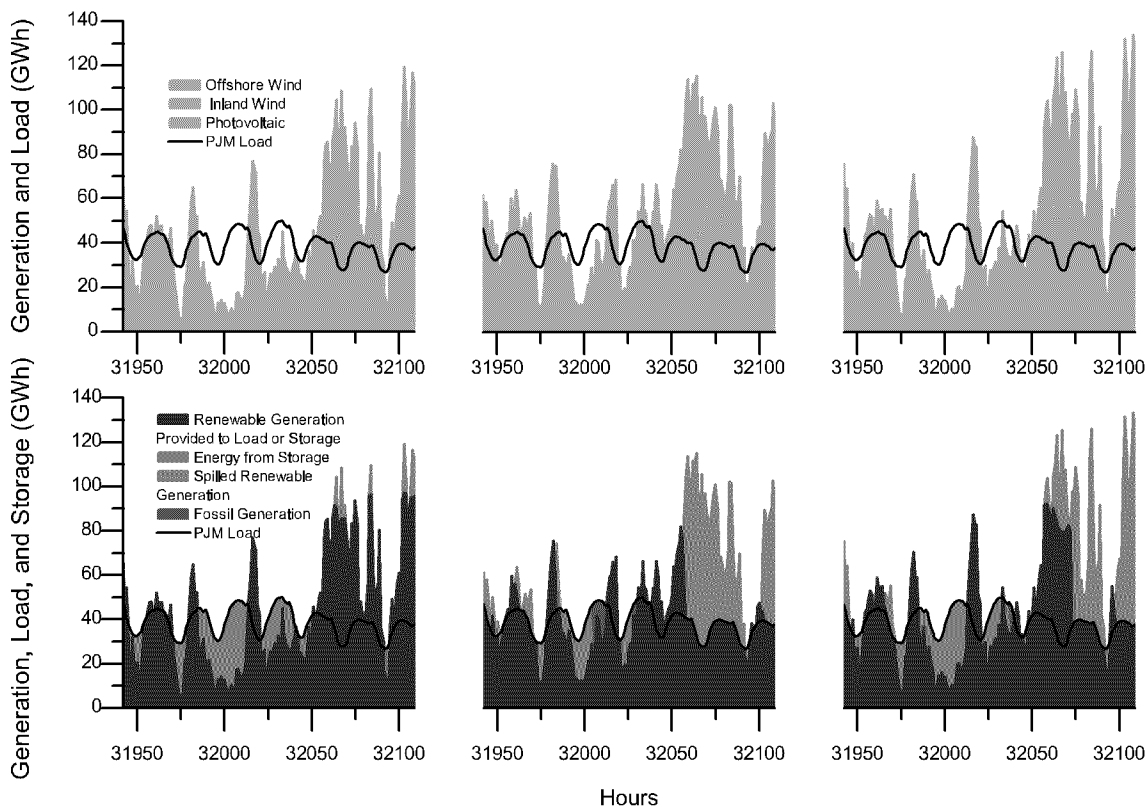 Generation and Load (GWh)
140
120
100
80
60
40
20
0
Offshore Wind
Inland Wind
Photovoltaic
PJM Load
31950 32000 32050 32100
31950 32000 32050 32100
31950 32000 32050 32100
Generation, Load, and Storage (GWh)
140
120
100
80
60
40
20
0
Renewable Generation
Provided to Load or Storage
Energy from Storage
Spilled Renewable
Generation
Fossil Generation
PJM Load
31950 32000 32050 32100
31950 32000 32050 32100
31950 32000 32050 32100
Hours